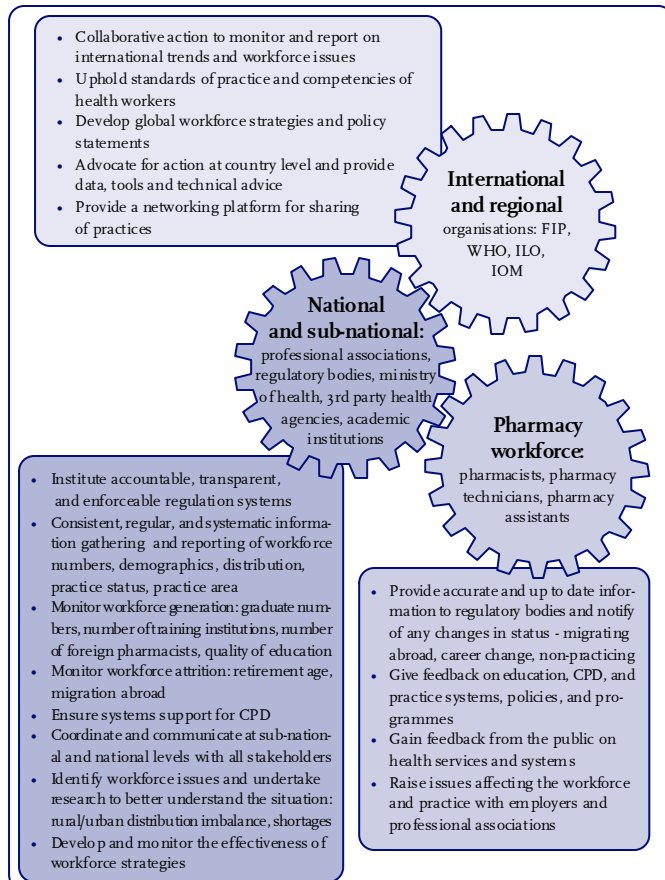 • Collaborative action to monitor and report on
international trends and workforce issues
• Uphold standards of practice and competencies of
health workers
• Develop global workforce strategies and policy
statements
• Advocate for action at country level and provide
data, tools and technical advice
• Provide a networking platform for sharing
of practices
International
and regional
organisations: FIP,
WHO, ILO,
IOM
National
and sub-national:
professional associations,
regulatory bodies, ministry
of health, 3rd party health
agencies, academic
institutions
Pharmacy
workforce:
pharmacists, pharmacy
technicians, pharmacy
assistants
• Institute accountable, transparent,
and enforceable regulation systems
• Consistent, regular, and systematic informa-
tion gathering and reporting of workforce
numbers, demographics, distribution,
practice status, practice area
• Monitor workforce generation: graduate num-
bers, number of training institutions, number
of foreign pharmacists, quality of education
• Monitor workforce attrition: retirement age,
migration abroad
• Ensure systems support for CPD
• Coordinate and communicate at sub-nation-
al and national levels with all stakeholders
• Identify workforce issues and undertake
research to better understand the situation:
rural/urban distribution imbalance, shortages
• Develop and monitor the effectiveness of
workforce strategies
• Provide accurate and up to date infor-
mation to regulatory bodies and notify
of any changes in status - migrating
abroad, career change, non-practicing
• Give feedback on education, CPD, and
practice systems, policies, and pro-
grammes
• Gain feedback from the public on
health services and systems
• Raise issues affecting the workforce
and practice with employers and
professional associations